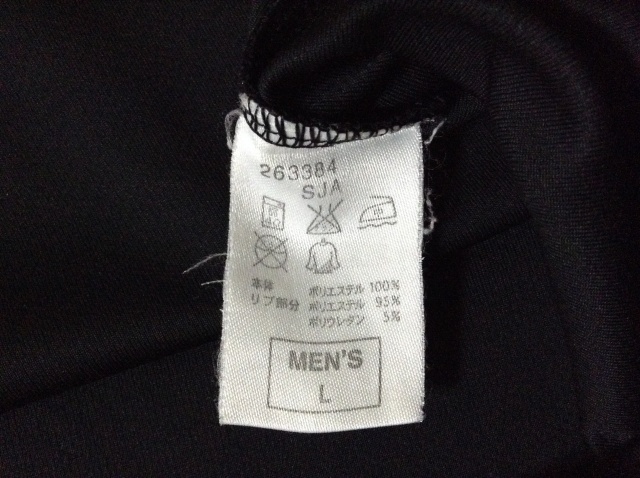 263384
SJA
本体 ポリエステル 100%
リブ部分 ポリエステル 95%
ポリウレタン 5%
MEN'S
L